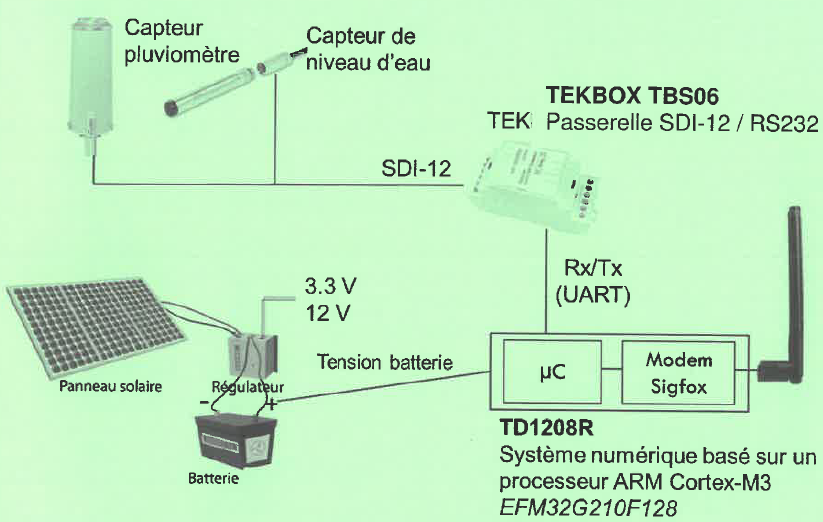 Capteur
pluviomètre
Capteur de
niveau d'eau
TEKBOX TBS06
TEK Passerelle SDI-12 / RS232
SDI-12
Rx/Tx
(UART)
3.3 V
12 V
Tension batterie
Panneau solaire
Régulateur
- +
Batterie
µC
Modem
Sigfox
TD1208R
Système numérique basé sur un
processeur ARM Cortex-M3
EFM32G210F128